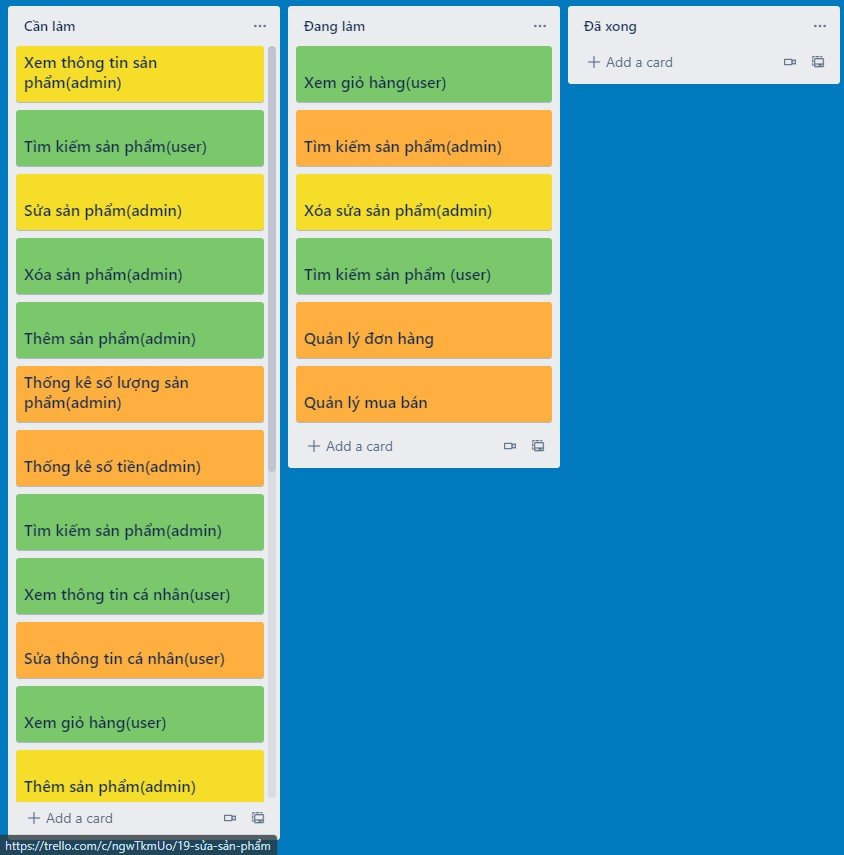 Cần làm
Xem thông tin sản
phẩm(admin)
Tìm kiếm sản phẩm(user)
Sửa sản phẩm(admin)
Xóa sản phẩm(admin)
Thêm sản phẩm(admin)
Thống kê số lượng sản
phẩm(admin)
Thống kê số tiền(admin)
Tìm kiếm sản phẩm(admin)
Xem thông tin cá nhân(user)
Sửa thông tin cá nhân(user)
Xem giỏ hàng(user)
Thêm sản phẩm(admin)
Add a card
Đang làm
Xem giỏ hàng(user)
Tìm kiếm sản phẩm(admin)
Xóa sửa sản phẩm(admin)
Tìm kiếm sản phẩm (user)
Quản lý đơn hàng
Quản lý mua bán
Add a card
Đã xong
Add a card
https://trello.com/c/ngwTkmUo/19-sửa-sản-phẩm